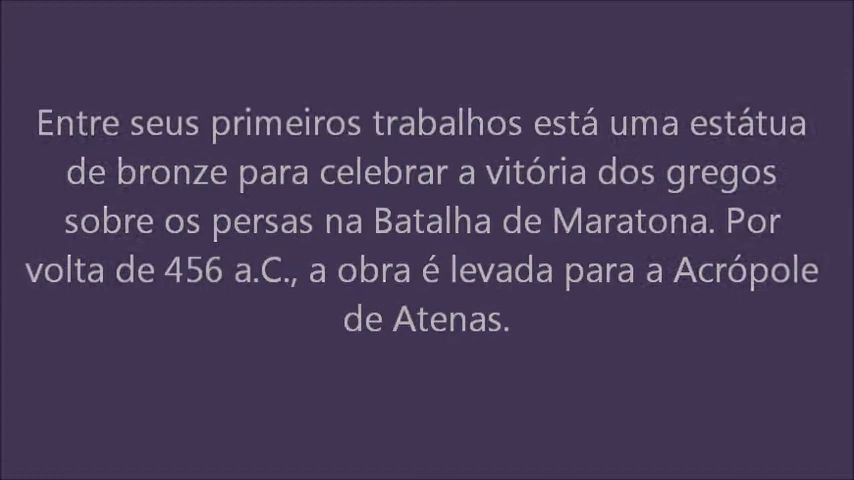 Entre seus primeiros trabalhos está uma estátua
de bronze para celebrar a vitória dos gregos
sobre os persas na Batalha de Maratona. Por
volta de 456 a.C., a obra é levada para a Acrópole
de Atenas.